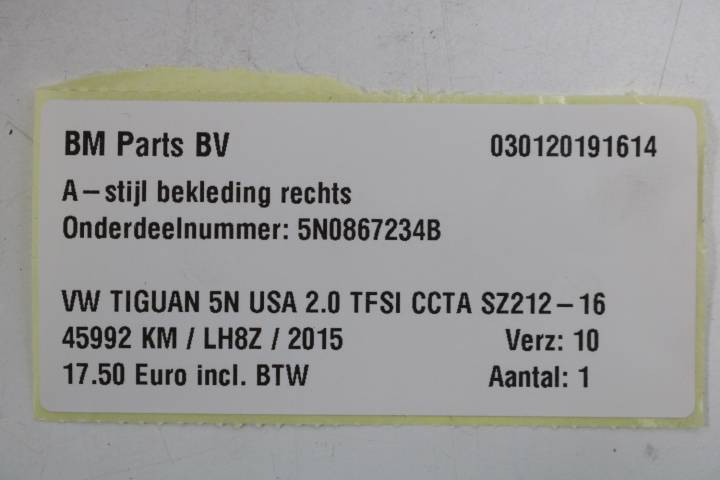 BM Parts BV 030120191614
A-stijl bekleding rechts
Onderdeelnummer: 5N0867234B
VW TIGUAN 5N USA 2.0 TFSI CCTA SZ212-16
45992 KM / LH8Z / 2015 Verz: 10
17.50 Euro incl. BTW Aantal: 1